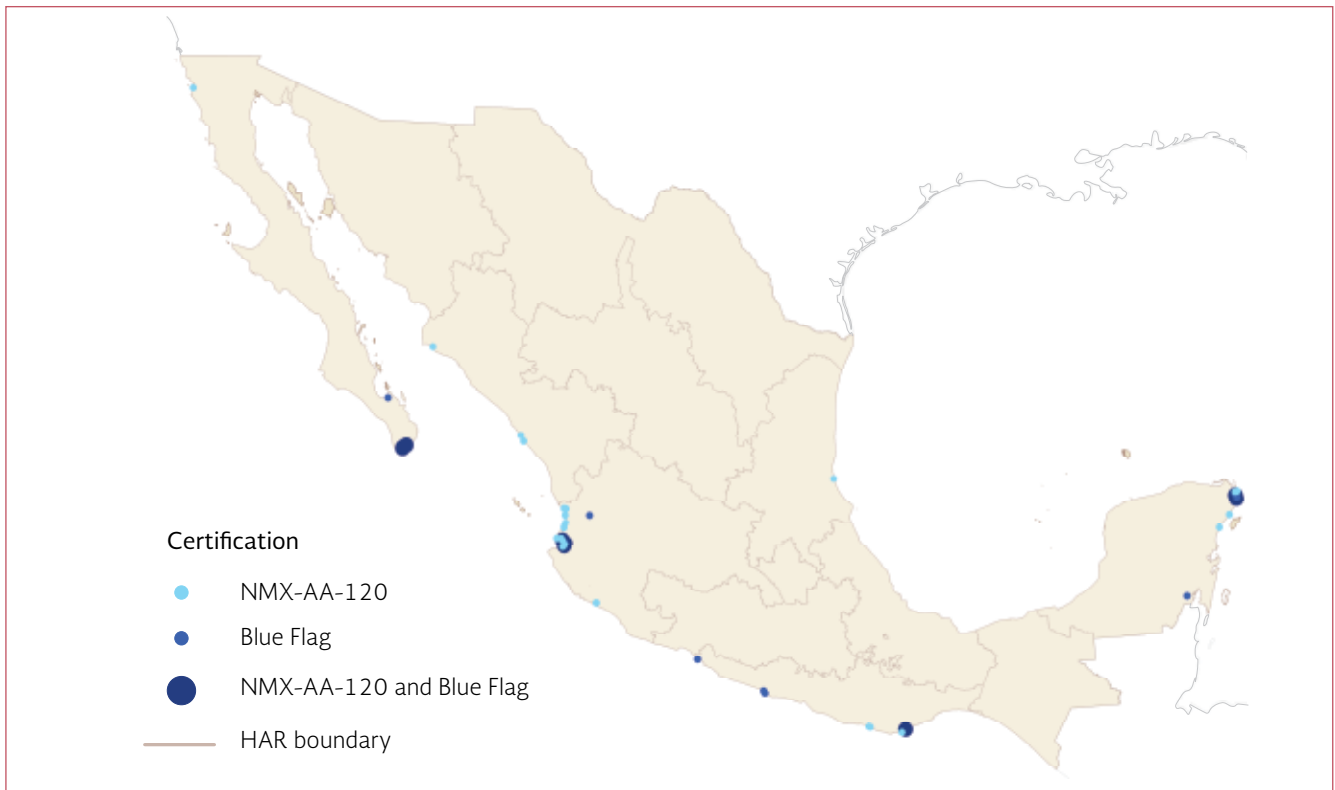 Certification
NMX-AA-120
Blue Flag
NMX-AA-120 and Blue Flag
HAR boundary